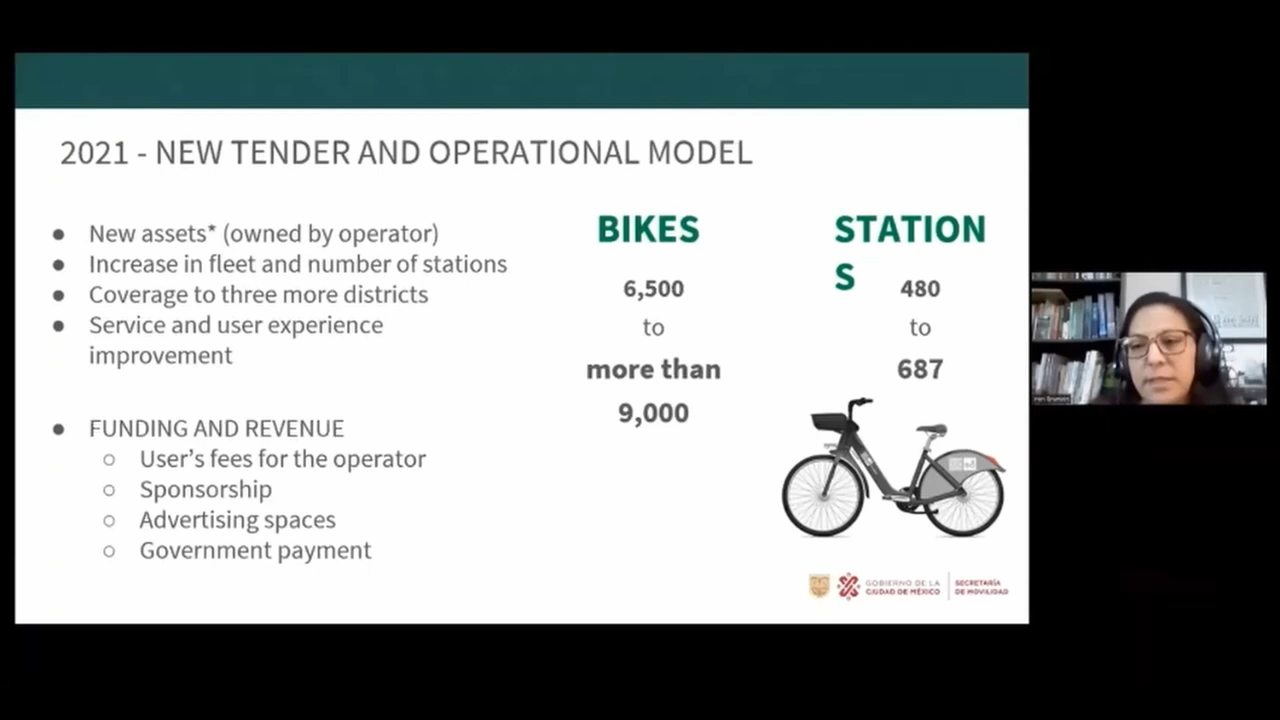 2021 - NEW TENDER AND OPERATIONAL MODEL
● New assets* (owned by operator)
● Increase in fleet and number of stations
● Coverage to three more districts
● Service and user experience
improvement
● FUNDING AND REVENUE
○ User's fees for the operator
○ Sponsorship
○ Advertising spaces
○ Government payment
BIKES
6,500
to
more than
9,000
STATION
S
480
to
687
GOBIERNO DE LA
CIUDAD DE MÉXICO
SECRETARÍA
DE MOVILIDAD